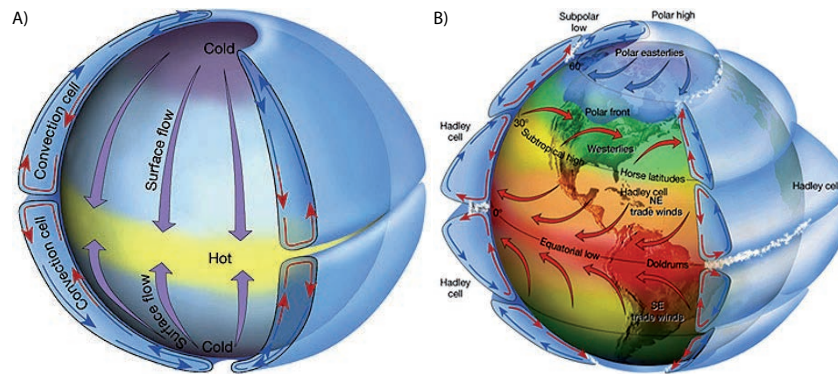 A)
Cold
Convection cell
Surface flow
Hot
Convection cell
Surface flow
Cold
B)
Subpolar
low
Polar high
Polar easterlies
60°
Polar front
Hadley
cell
30°
Subtropical high
Westerlies
Horse latitudes
Hadley cell
NE
trade winds
Hadley cell
0°
Equatorial low
Doldrums
Hadley
cell
SE
trade winds